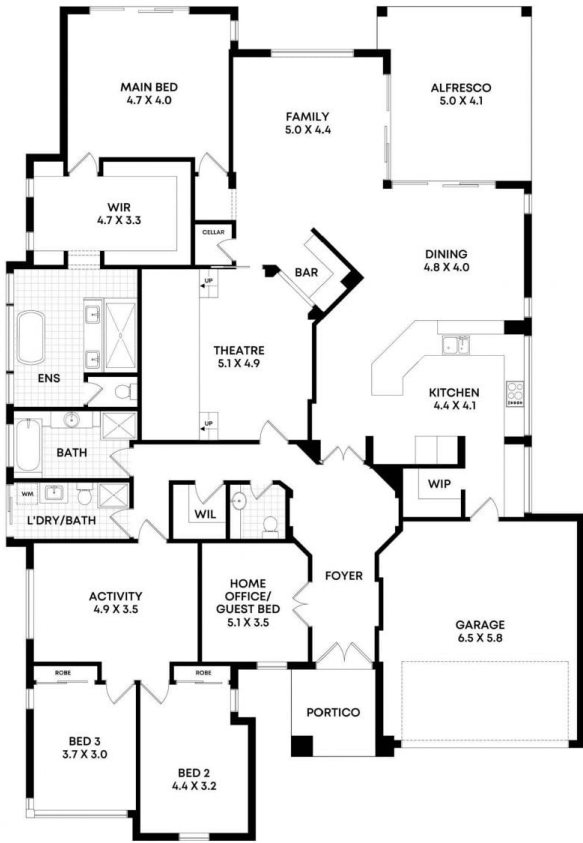 MAIN BED
4.7 X 4.0
FAMILY
5.0 X 4.4
ALFRESCO
5.0 X 4.1
WIR
4.7 X 3.3
CELLAR
BAR
DINING
4.8 X 4.0
UP
THEATRE
5.1 X 4.9
UP
ENS
KITCHEN
4.4 X 4.1
BATH
WM
L'DRY/BATH
WIL
WIP
ACTIVITY
4.9 X 3.5
HOME
OFFICE/
GUEST BED
5.1 X 3.5
FOYER
GARAGE
6.5 X 5.8
ROBE
ROBE
BED 3
3.7 X 3.0
BED 2
4.4 X 3.2
PORTICO